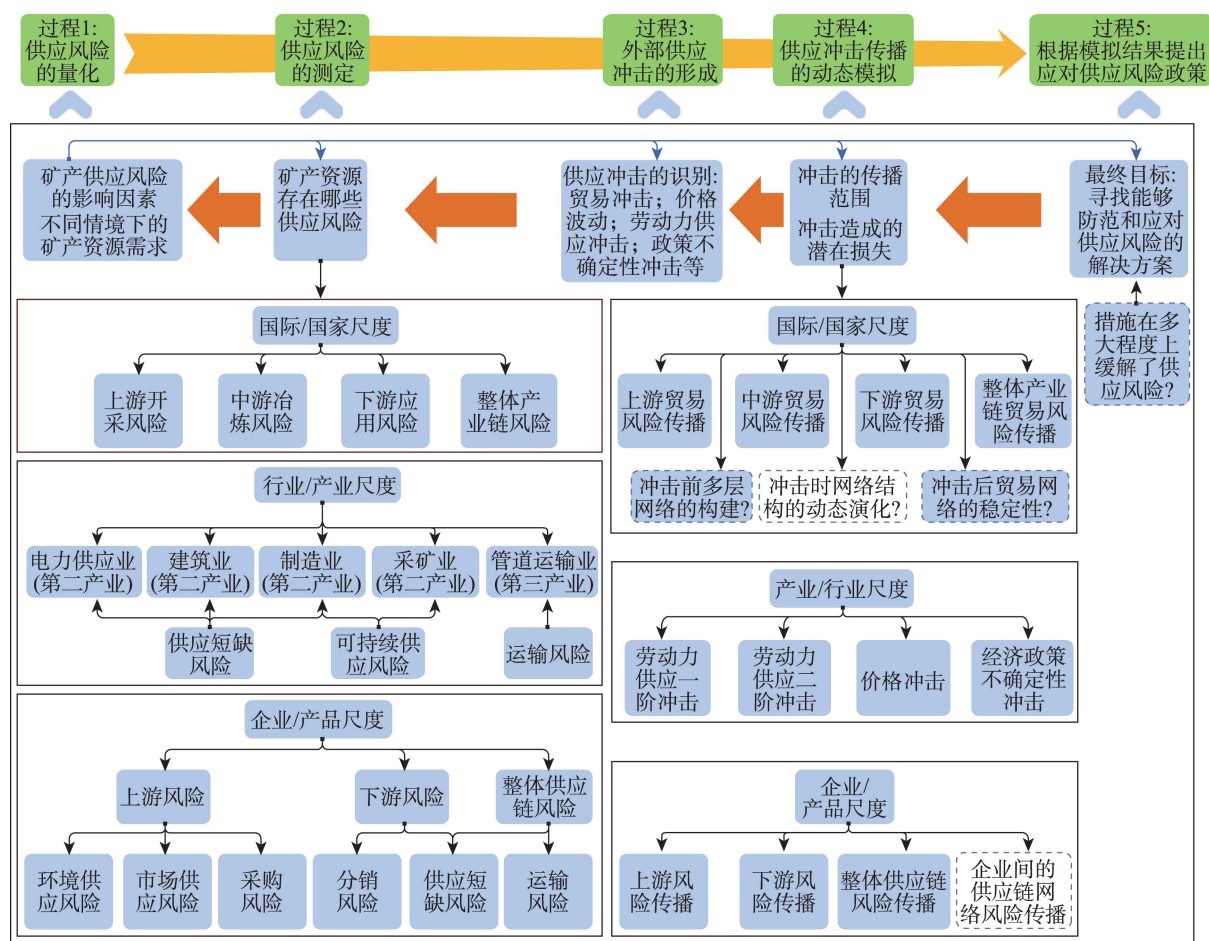 过程1:
供应风险
的量化
过程2:
供应风险
的测定
过程3:
外部供应
冲击的形成
过程4:
供应冲击传播
的动态模拟
过程5:
根据模拟结果提出
应对供应风险政策
矿产供应风险
的影响因素
不同情境下的
矿产资源需求
矿产资源
存在哪些
供应风险
供应冲击的识别:
贸易冲击；价格
波动；劳动力供
应冲击；政策不
确定性冲击等
冲击的传播
范围
冲击造成的
潜在损失
最终目标:
寻找能够
防范和应对
供应风险的
解决方案
措施在多
大程度上
缓解了供
应风险?
国际/国家尺度
上游开
采风险
中游冶
炼风险
下游应
用风险
整体产
业链风险
行业/产业尺度
电力供应业
(第二产业)
建筑业
(第二产业)
制造业
(第二产业)
采矿业
(第二产业)
管道运输业
(第三产业)
供应短缺
风险
可持续供
应风险
运输风险
企业/产品尺度
上游风险
下游风险
整体供应
链风险
环境供
应风险
市场供
应风险
采购
风险
分销
风险
供应短
缺风险
运输
风险
国际/国家尺度
上游贸易
风险传播
中游贸易
风险传播
下游贸易
风险传播
整体产业
链贸易风
险传播
冲击前多层
网络的构建?
冲击时网络结
构的动态演化?
冲击后贸易网
络的稳定性?
产业/行业尺度
劳动力
供应一
阶冲击
劳动力
供应二
阶冲击
价格冲击
经济政策
不确定性
冲击
企业/
产品尺度
上游风
险传播
下游风
险传播
整体供应链
风险传播
企业间的
供应链网
络风险传播